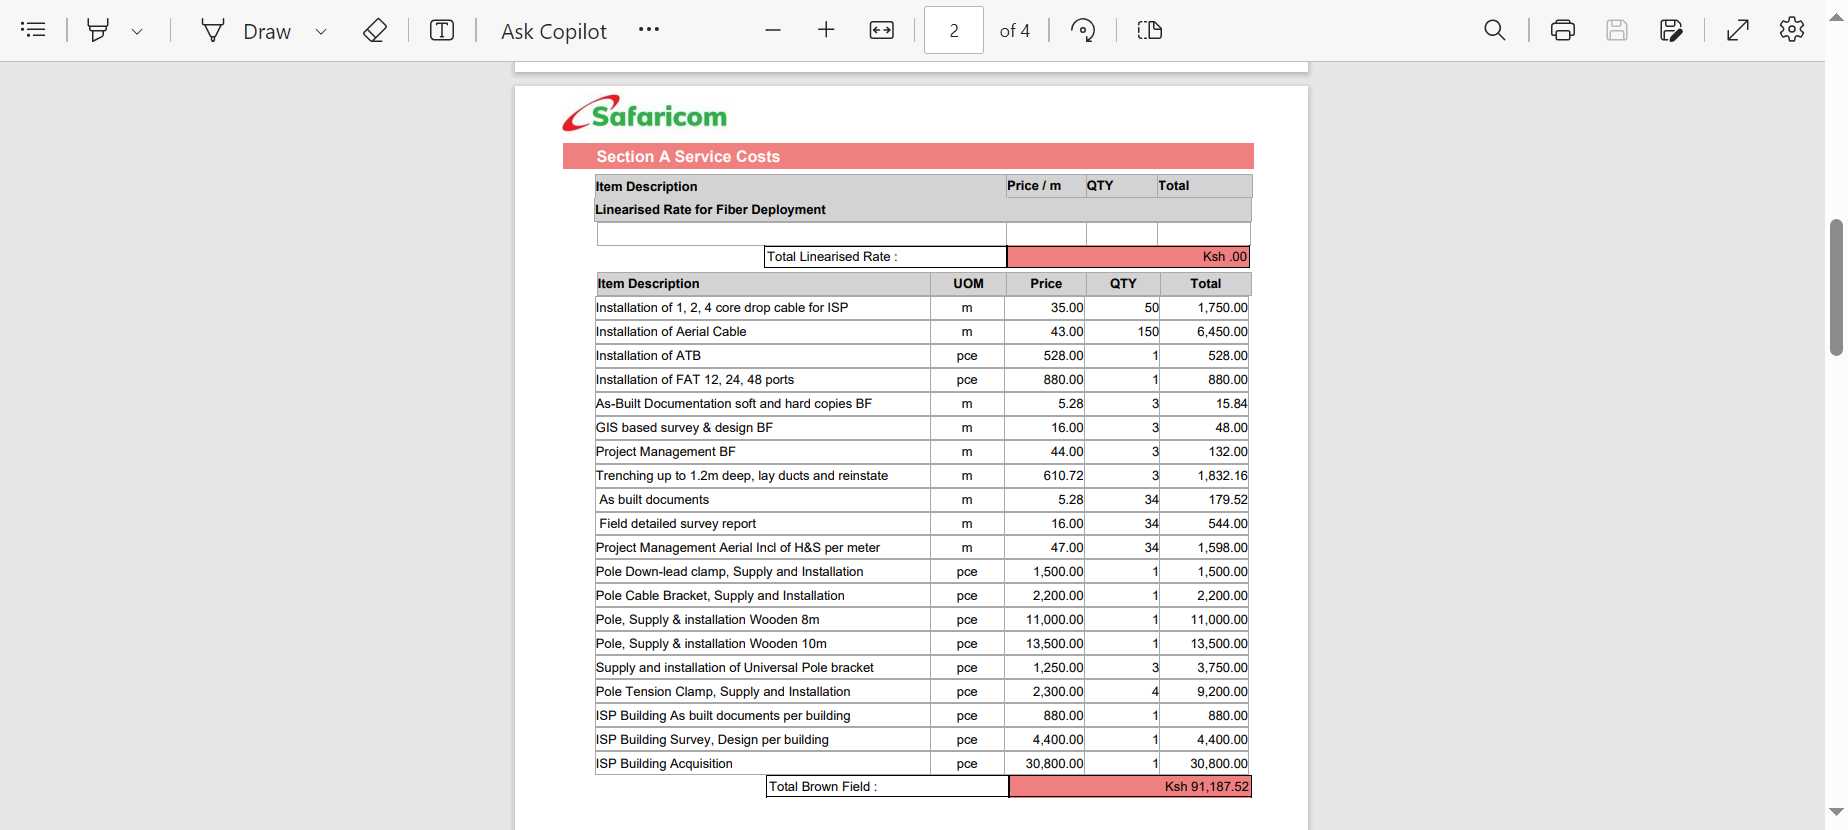 Draw
T
Ask Copilot
2 of 4
Safaricom
Section A Service Costs
Item Description Price / m QTY Total
Linearised Rate for Fiber Deployment
Total Linearised Rate : Ksh .00
Item Description UOM Price QTY Total
Installation of 1, 2, 4 core drop cable for ISP m 35.00 50 1,750.00
Installation of Aerial Cable m 43.00 150 6,450.00
Installation of ATB pce 528.00 1 528.00
Installation of FAT 12, 24, 48 ports pce 880.00 1 880.00
As-Built Documentation soft and hard copies BF m 5.28 3 15.84
GIS based survey & design BF m 16.00 3 48.00
Project Management BF m 44.00 3 132.00
Trenching up to 1.2m deep, lay ducts and reinstate m 610.72 3 1,832.16
As built documents m 5.28 34 179.52
Field detailed survey report m 16.00 34 544.00
Project Management Aerial Incl of H&S per meter m 47.00 34 1,598.00
Pole Down-lead clamp, Supply and Installation pce 1,500.00 1 1,500.00
Pole Cable Bracket, Supply and Installation pce 2,200.00 1 2,200.00
Pole, Supply & installation Wooden 8m pce 11,000.00 1 11,000.00
Pole, Supply & installation Wooden 10m pce 13,500.00 1 13,500.00
Supply and installation of Universal Pole bracket pce 1,250.00 3 3,750.00
Pole Tension Clamp, Supply and Installation pce 2,300.00 4 9,200.00
ISP Building As built documents per building pce 880.00 1 880.00
ISP Building Survey, Design per building pce 4,400.00 1 4,400.00
ISP Building Acquisition pce 30,800.00 1 30,800.00
Total Brown Field : Ksh 91,187.52